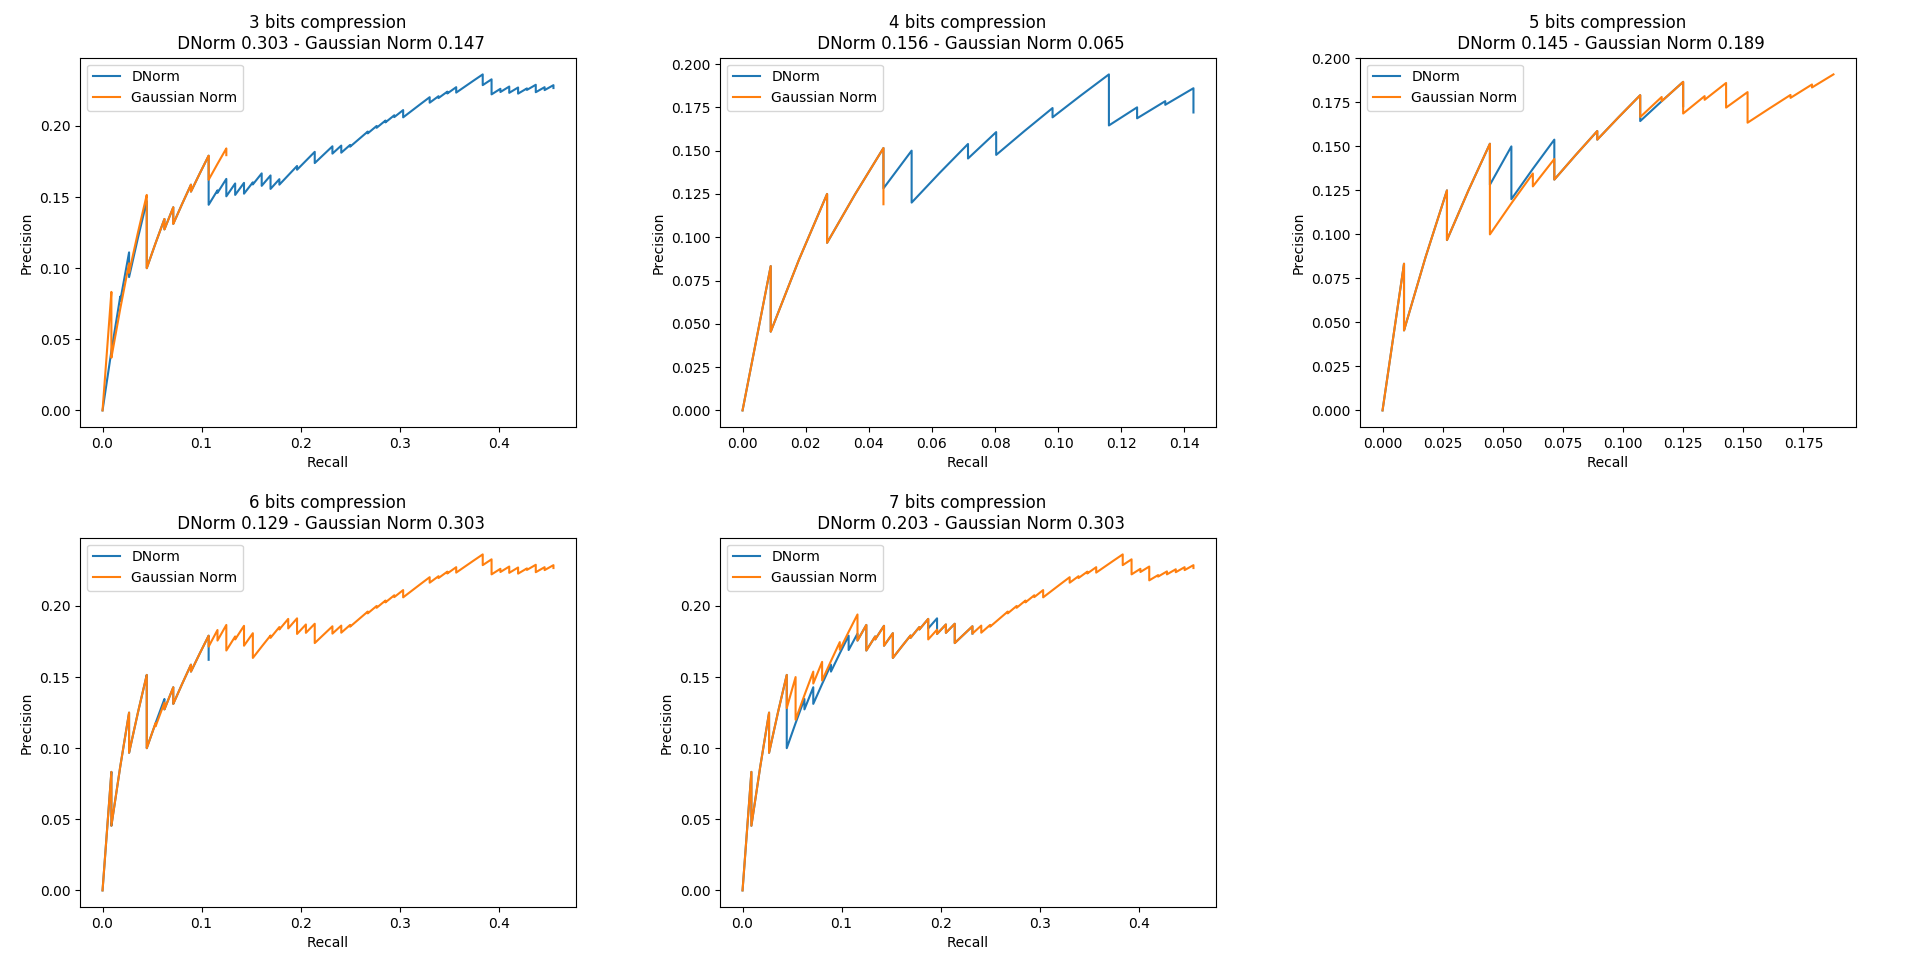 3 bits compression
DNorm 0.303 - Gaussian Norm 0.147
DNorm
Gaussian Norm
Precision
0.20
0.15
0.10
0.05
0.00
0.0 0.1 0.2 0.3 0.4
Recall
4 bits compression
DNorm 0.156 - Gaussian Norm 0.065
DNorm
Gaussian Norm
Precision
0.200
0.175
0.150
0.125
0.100
0.075
0.050
0.025
0.000
0.00 0.02 0.04 0.06 0.08 0.10 0.12 0.14
Recall
5 bits compression
DNorm 0.145 - Gaussian Norm 0.189
DNorm
Gaussian Norm
Precision
0.200
0.175
0.150
0.125
0.100
0.075
0.050
0.025
0.000
0.000 0.025 0.050 0.075 0.100 0.125 0.150 0.175
Recall
6 bits compression
DNorm 0.129 - Gaussian Norm 0.303
DNorm
Gaussian Norm
Precision
0.20
0.15
0.10
0.05
0.00
0.0 0.1 0.2 0.3 0.4
Recall
7 bits compression
DNorm 0.203 - Gaussian Norm 0.303
DNorm
Gaussian Norm
Precision
0.20
0.15
0.10
0.05
0.00
0.0 0.1 0.2 0.3 0.4
Recall